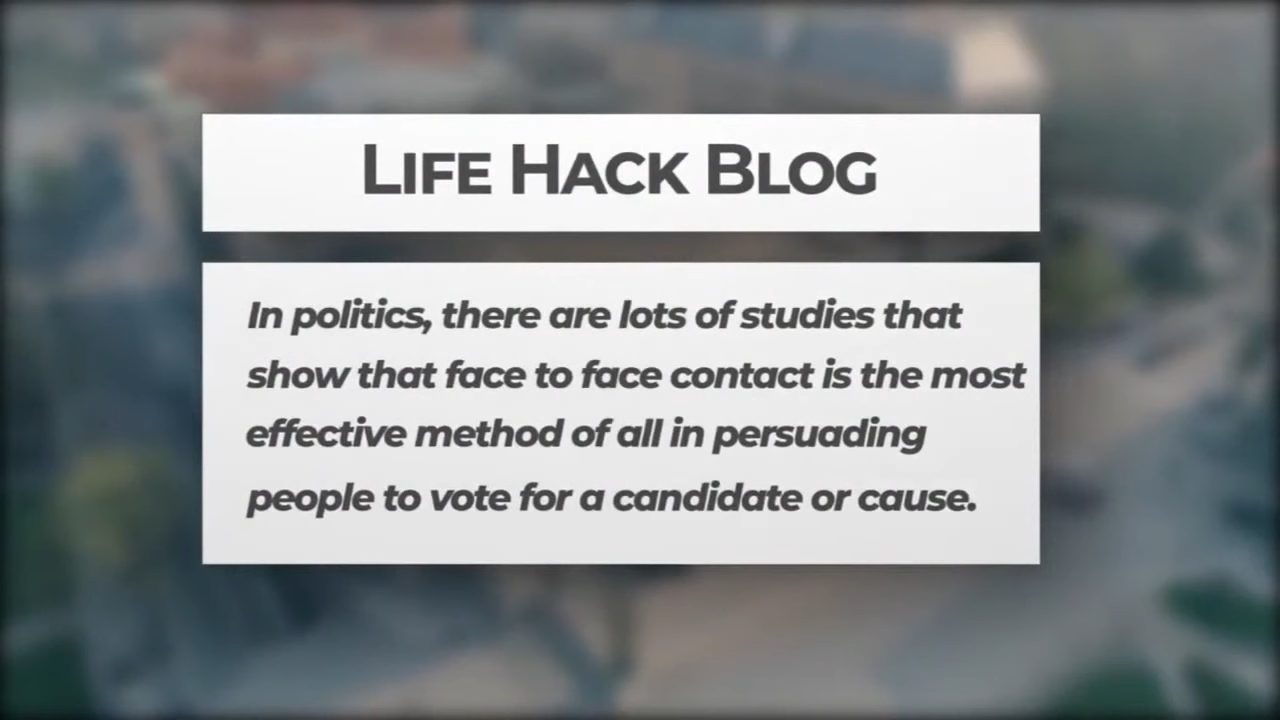 LIFE HACK BLOG
In politics, there are lots of studies that
show that face to face contact is the most
effective method of all in persuading
people to vote for a candidate or cause.